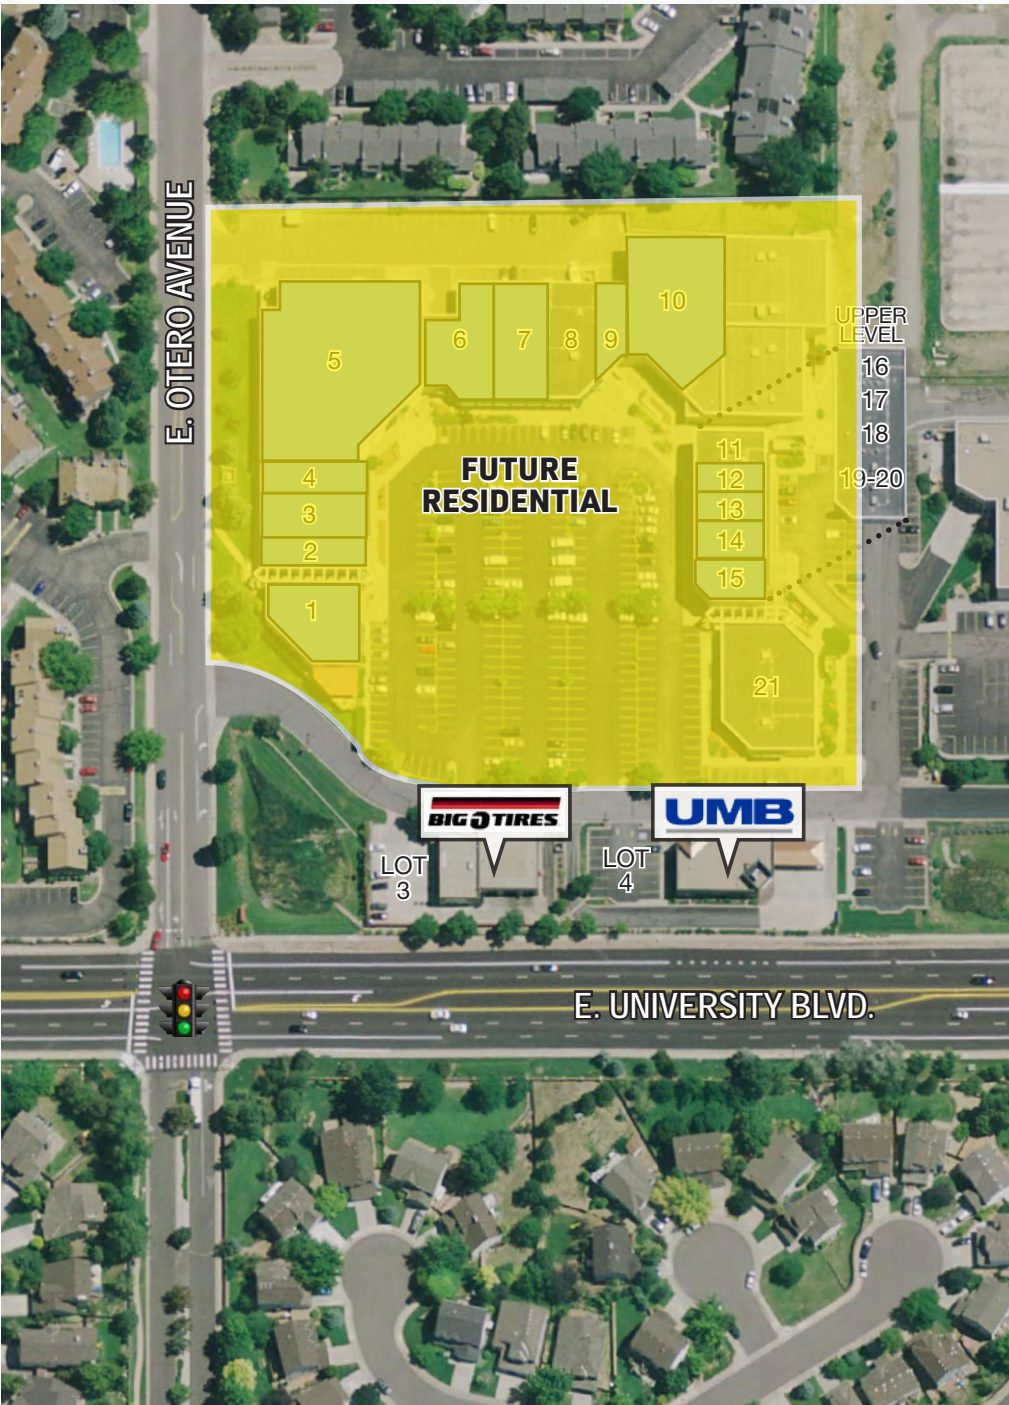 E. OTERO AVENUE
10
UPPER
LEVEL
5
6
7
8
9
16
17
18
11
FUTURE
RESIDENTIAL
4
12
19-20
3
13
14
2
15
1
21
BIG O TIRES
UMB
LOT
3
LOT
4
E. UNIVERSITY BLVD.